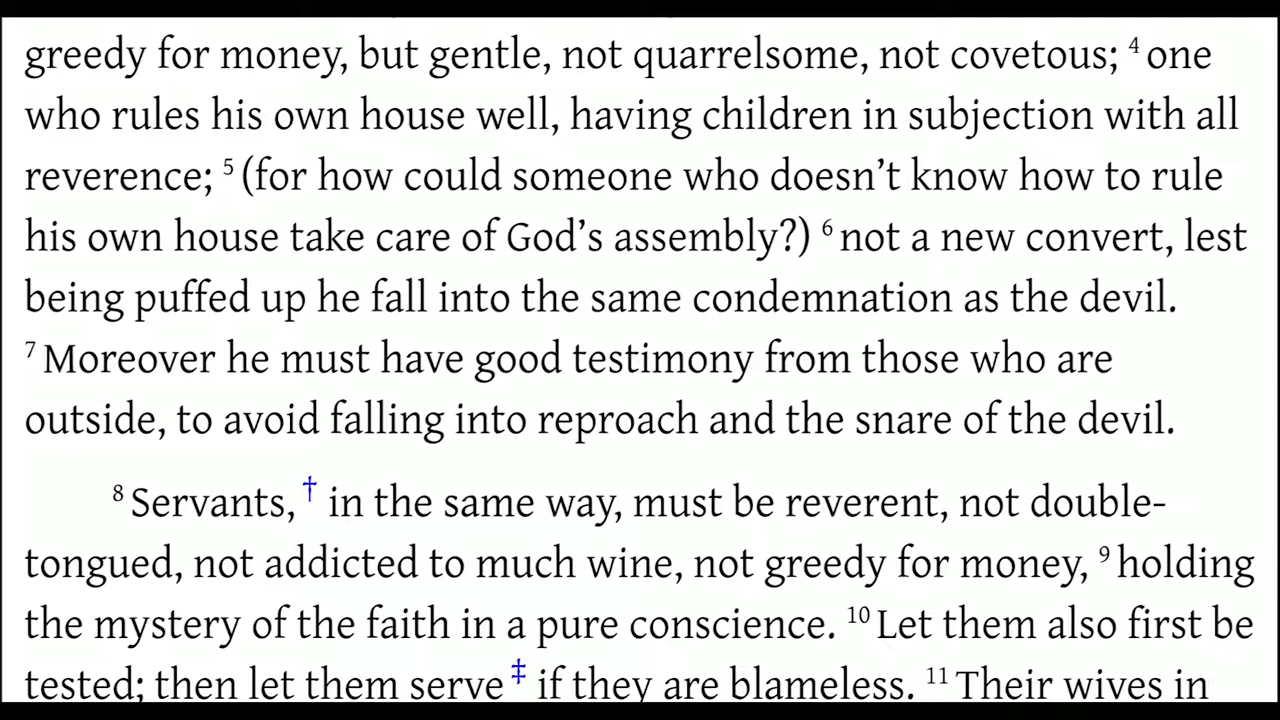 greedy for money, but gentle, not quarrelsome, not covetous; 4 one
who rules his own house well, having children in subjection with all
reverence; 5 (for how could someone who doesn’t know how to rule
his own house take care of God’s assembly?) 6 not a new convert, lest
being puffed up he fall into the same condemnation as the devil.
7 Moreover he must have good testimony from those who are
outside, to avoid falling into reproach and the snare of the devil.
8 Servants, † in the same way, must be reverent, not double-
tongued, not addicted to much wine, not greedy for money, 9 holding
the mystery of the faith in a pure conscience. 10 Let them also first be
tested; then let them serve ‡ if they are blameless. 11 Their wives in